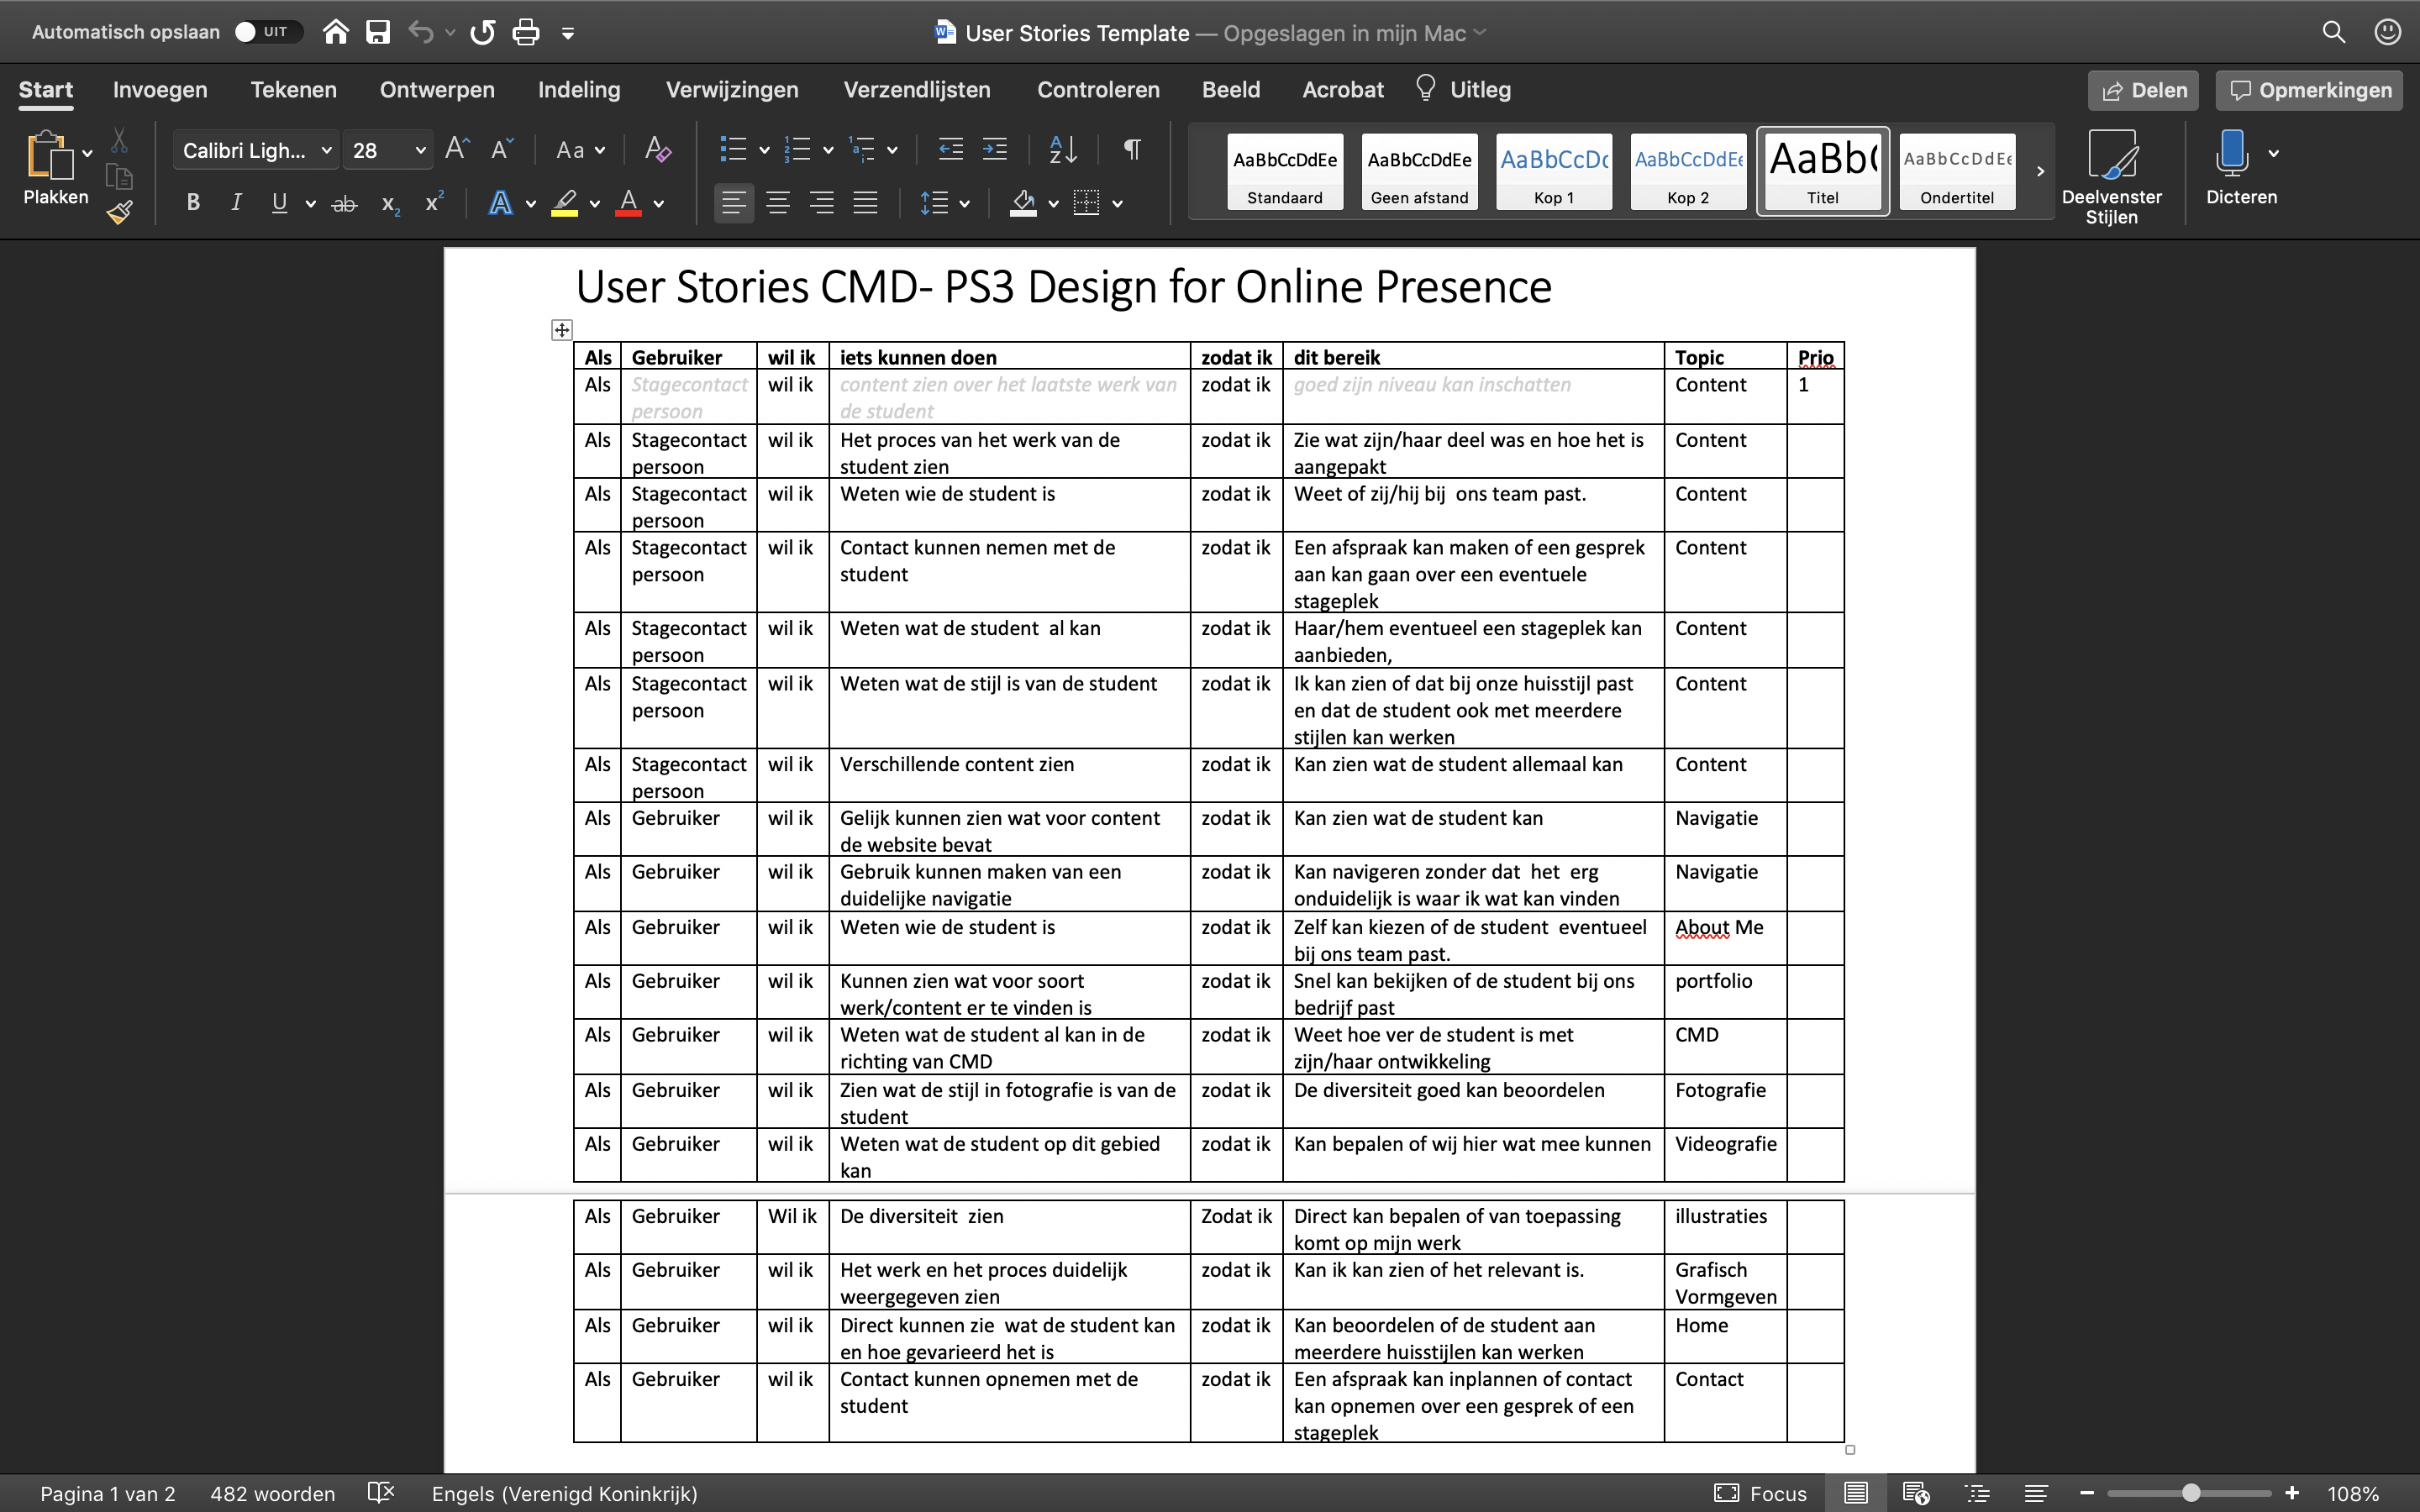 Automatisch opslaan UIT User Stories Template — Opgeslagen in mijn Mac
Start Invoegen Tekenen Ontwerpen Indeling Verwijzingen Verzendlijsten Controleren Beeld Acrobat Uitleg Delen Opmerkingen
Calibri Ligh... 28 Aa AaBbCcDdEe AaBbCcDdEe AaBbCcDc AaBbCcDdEe AaBb( AaBbCcDdEe
Plakken B I U ab x2 x2 A A Standaard Geen afstand Kop 1 Kop 2 Titel Ondertitel Deelvenster Stijlen Dicteren
User Stories CMD- PS3 Design for Online Presence
Als Gebruiker wil ik iets kunnen doen zodat ik dit bereik Topic Prio
Als Stagecontact wil ik content zien over het laatste werk van zodat ik goed zijn niveau kan inschatten Content 1
persoon de student
Als Stagecontact wil ik Het proces van het werk van de zodat ik Zie wat zijn/haar deel was en hoe het is Content
persoon student zien aangepakt
Als Stagecontact wil ik Weten wie de student is zodat ik Weet of zij/hij bij  ons team past. Content
persoon
Als Stagecontact wil ik Contact kunnen nemen met de zodat ik Een afspraak kan maken of een gesprek Content
persoon student aan kan gaan over een eventuele
stageplek
Als Stagecontact wil ik Weten wat de student  al kan zodat ik Haar/hem eventueel een stageplek kan Content
persoon aanbieden,
Als Stagecontact wil ik Weten wat de stijl is van de student zodat ik Ik kan zien of dat bij onze huisstijl past Content
persoon en dat de student ook met meerdere
stijlen kan werken
Als Stagecontact wil ik Verschillende content zien zodat ik Kan zien wat de student allemaal kan Content
persoon
Als Gebruiker wil ik Gelijk kunnen zien wat voor content zodat ik Kan zien wat de student kan Navigatie
de website bevat
Als Gebruiker wil ik Gebruik kunnen maken van een zodat ik Kan navigeren zonder dat  het  erg Navigatie
duidelijke navigatie onduidelijk is waar ik wat kan vinden
Als Gebruiker wil ik Weten wie de student is zodat ik Zelf kan kiezen of de student  eventueel About Me
bij ons team past.
Als Gebruiker wil ik Kunnen zien wat voor soort zodat ik Snel kan bekijken of de student bij ons portfolio
werk/content er te vinden is bedrijf past
Als Gebruiker wil ik Weten wat de student al kan in de zodat ik Weet hoe ver de student is met CMD
richting van CMD zijn/haar ontwikkeling
Als Gebruiker wil ik Zien wat de stijl in fotografie is van de zodat ik De diversiteit goed kan beoordelen Fotografie
student
Als Gebruiker wil ik Weten wat de student op dit gebied zodat ik Kan bepalen of wij hier wat mee kunnen Videografie
kan
Als Gebruiker Wil ik De diversiteit  zien Zodat ik Direct kan bepalen of van toepassing illustraties
komt op mijn werk
Als Gebruiker wil ik Het werk en het proces duidelijk zodat ik Kan ik kan zien of het relevant is. Grafisch
weergegeven zien Vormgeven
Als Gebruiker wil ik Direct kunnen zie  wat de student kan zodat ik Kan beoordelen of de student aan Home
en hoe gevarieerd het is meerdere huisstijlen kan werken
Als Gebruiker wil ik Contact kunnen opnemen met de zodat ik Een afspraak kan inplannen of contact Contact
student kan opnemen over een gesprek of een
stageplek
Pagina 1 van 2 482 woorden Engels (Verenigd Koninkrijk) Focus 108%